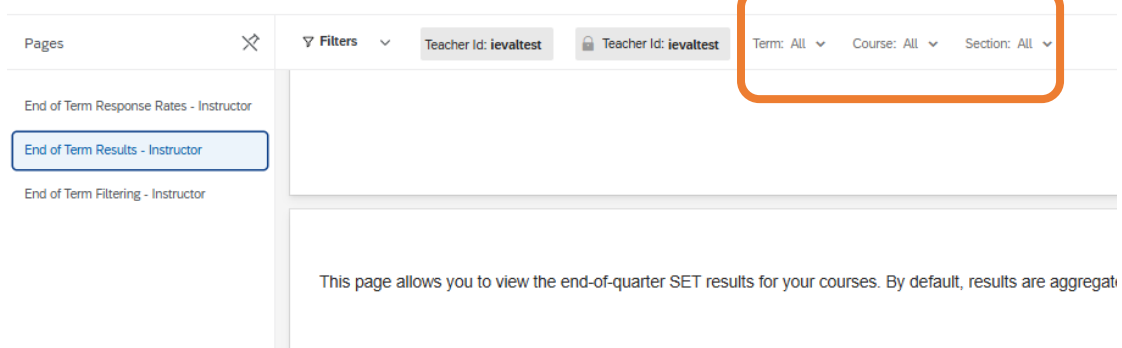 Pages
Filters
Teacher Id: ievaltest
Teacher Id: ievaltest
Term: All
Course: All
Section: All
End of Term Response Rates - Instructor
End of Term Results - Instructor
End of Term Filtering - Instructor
This page allows you to view the end-of-quarter SET results for your courses. By default, results are